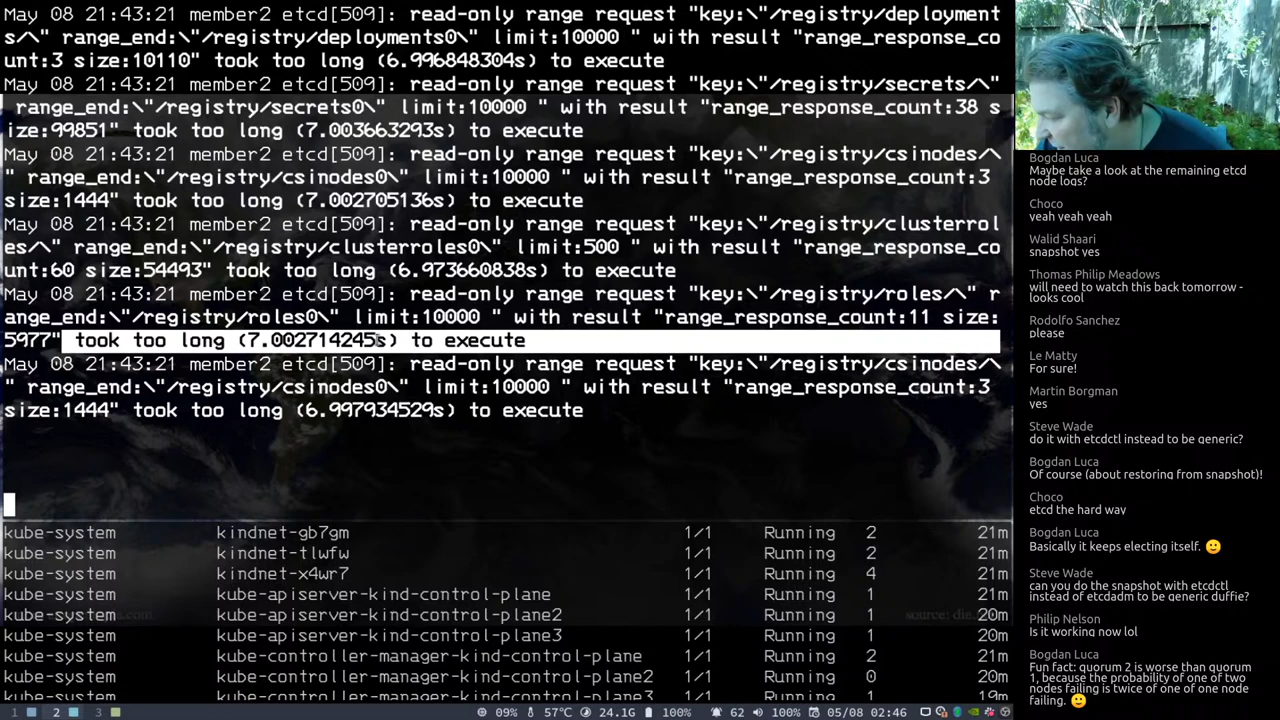 May 08 21:43:21 member2 etcd[509]: read-only range request "key:\"/registry/deployment
s/\" range_end:\"/registry/deployments0\" limit:10000 " with result "range_response_co
unt:3 size:10110" took too long (6.996848304s) to execute
May 08 21:43:21 member2 etcd[509]: read-only range request "key:\"/registry/secrets/\"
 range_end:\"/registry/secrets0\" limit:10000 " with result "range_response_count:38 s
ize:99851" took too long (7.003663293s) to execute
May 08 21:43:21 member2 etcd[509]: read-only range request "key:\"/registry/csinodes/\
" range_end:\"/registry/csinodes0\" limit:10000 " with result "range_response_count:3 
size:1444" took too long (7.002705136s) to execute
May 08 21:43:21 member2 etcd[509]: read-only range request "key:\"/registry/clusterrol
es/\" range_end:\"/registry/clusterroles0\" limit:500 " with result "range_response_co
unt:60 size:54493" took too long (6.973660838s) to execute
May 08 21:43:21 member2 etcd[509]: read-only range request "key:\"/registry/roles/\" r
ange_end:\"/registry/roles0\" limit:10000 " with result "range_response_count:11 size:
5977" took too long (7.002714245s) to execute
May 08 21:43:21 member2 etcd[509]: read-only range request "key:\"/registry/csinodes/\
" range_end:\"/registry/csinodes0\" limit:10000 " with result "range_response_count:3 
size:1444" took too long (6.997934529s) to execute
kube-system kindnet-gb7gm 1/1 Running 2 21m
kube-system kindnet-tlwfw 1/1 Running 2 21m
kube-system kindnet-x4wr7 1/1 Running 4 21m
kube-system kube-apiserver-kind-control-plane 1/1 Running 1 21m
kube-system kube-apiserver-kind-control-plane2 1/1 Running 1 20m
kube-system kube-apiserver-kind-control-plane3 1/1 Running 1 20m
kube-system kube-controller-manager-kind-control-plane 1/1 Running 2 21m
kube-system kube-controller-manager-kind-control-plane2 1/1 Running 0 20m
kube-system kube-controller-manager-kind-control-plane3 1/1 Running 1 19m
1 2 3 09% 57°C 24.1G 100% 62 100% 05/08 02:46
Bogdan Luca
Maybe take a look at the remaining etcd
node logs?
Choco
yeah yeah yeah
Walid Shaari
snapshot yes
Thomas Philip Meadows
will need to watch this back tomorrow -
looks cool
Rodolfo Sanchez
please
Le Matty
For sure!
Martin Borgman
yes
Steve Wade
do it with etcdctl instead to be generic?
Bogdan Luca
Of course (about restoring from snapshot)!
Choco
etcd the hard way
Bogdan Luca
Basically it keeps electing itself. 🙂
Steve Wade
can you do the snapshot with etcdctl
instead of etcdadm to be generic duffie?
Philip Nelson
Is it working now lol
Bogdan Luca
Fun fact: quorum 2 is worse than quorum
1, because the probability of one of two
nodes failing is twice of one of one node
failing. 🙂